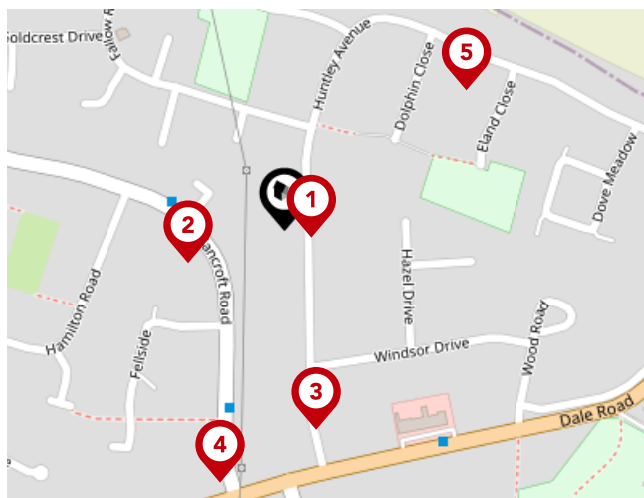 Goldcrest Drive
Fallow R
Huntley Avenue
Dolphin Close
5
Eland Close
Dove Meadow
1
2
ancroft Road
Hamilton Road
Hazel Drive
Fellside
Windsor Drive
Wood Road
3
Dale Road
4
e